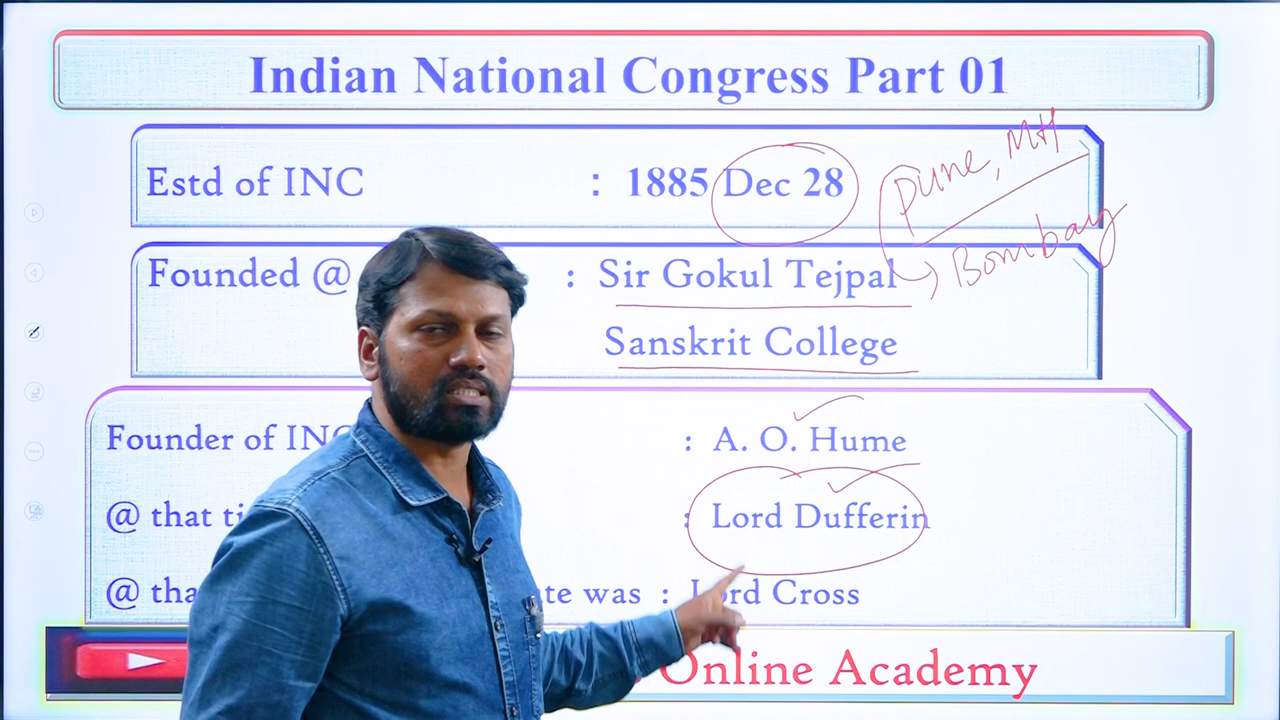 Indian National Congress Part 01
Estd of INC : 1885 Dec 28
Pune, MH
Bombay
Founded @ : Sir Gokul Tejpal
Sanskrit College
Founder of INC : A. O. Hume
@ that ti : Lord Dufferin
@ tha te was : Lord Cross
Online Academy